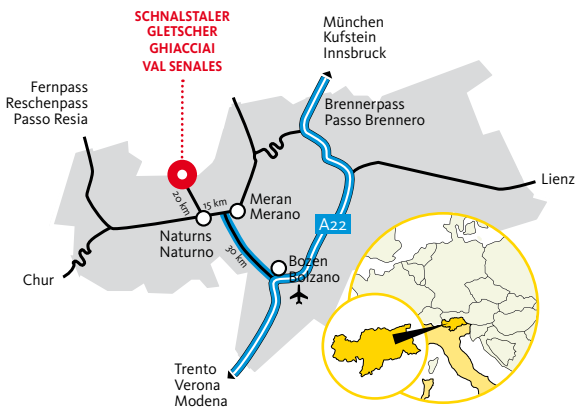 SCHNALSTALER
GLETSCHER
GHIACCIAI
VAL SENALES
München
Kufstein
Innsbruck
Fernpass
Reschenpass
Passo Resia
Brennerpass
Passo Brennero
Lienz
20 km
15 km
Meran
Merano
A22
Naturns
Naturno
30 km
Bozen
Bolzano
Chur
Trento
Verona
Modena